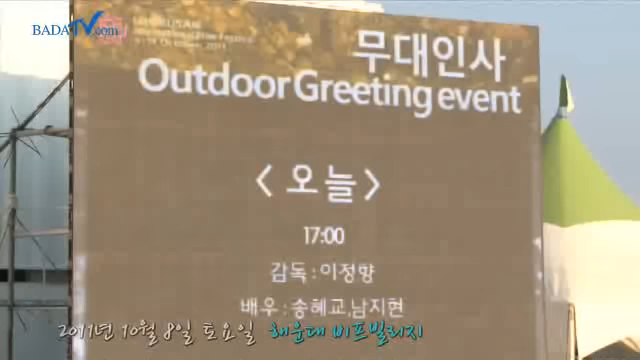 BADATV.com
무대인사
Outdoor Greeting event
<오늘>
17:00
감독 : 이정향
배우 : 송혜교,남지현
2011년 10월 8일 토요일 해운대 비프빌리지